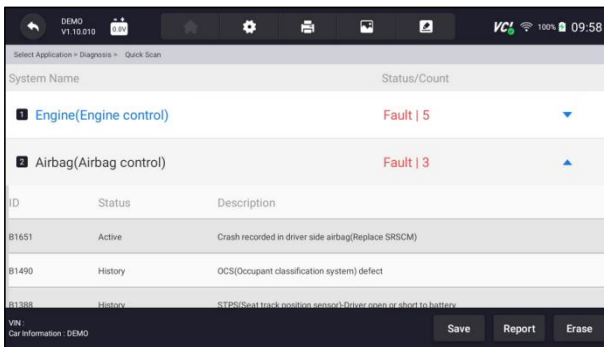 DEMO
V1.10.010
0.0V
VCI
100%
09:58
Select Application > Diagnosis > Quick Scan
System Name Status/Count
1 Engine(Engine control) Fault | 5
2 Airbag(Airbag control) Fault | 3
ID Status Description
B1651 Active Crash recorded in driver side airbag(Replace SRSCM)
B1490 History OCS(Occupant classification system) defect
B1388 History STPS(Seat track position sensor)-Driver open or short to battery
VIN :
Car Information : DEMO
Save Report Erase